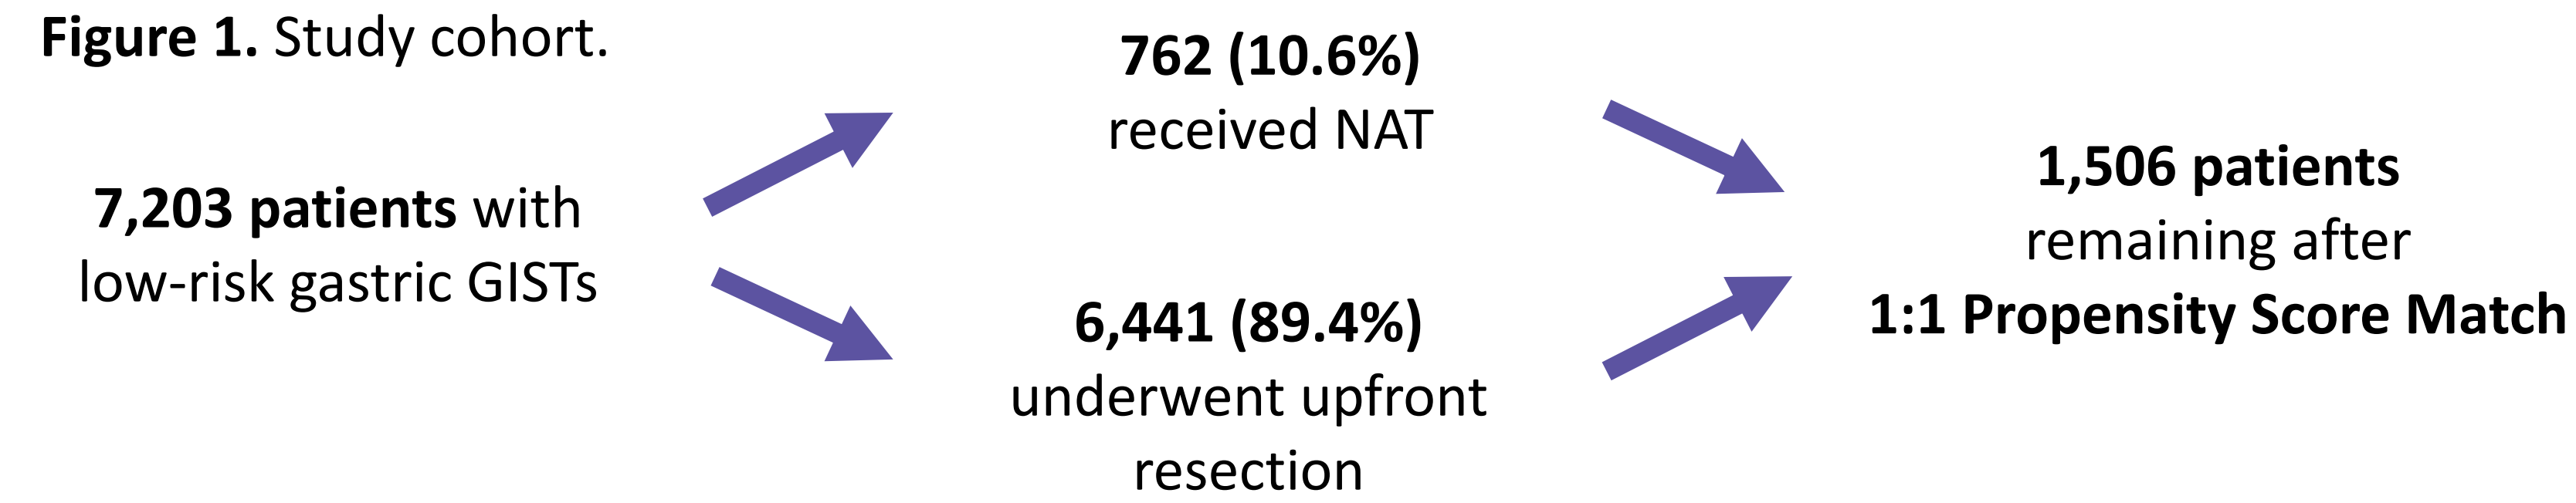 Figure 1. Study cohort.
7,203 patients with
low-risk gastric GISTs
762 (10.6%)
received NAT
6,441 (89.4%)
underwent upfront
resection
1,506 patients
remaining after
1:1 Propensity Score Match